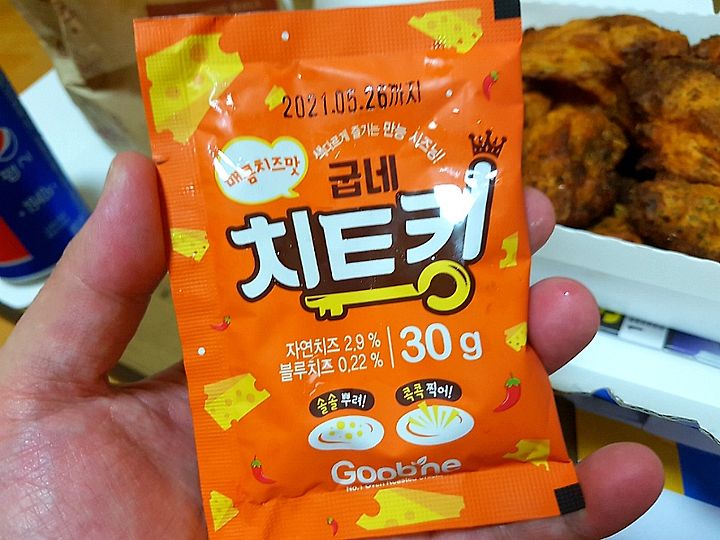 2021.05.26까지
매콤치즈맛
색다르게 즐기는 만능 시즈닝!
굽네
치트키
자연치즈 2.9 %
블루치즈 0.22 %
30 g
솔솔 뿌려!
콕콕 찍어!
Goobne